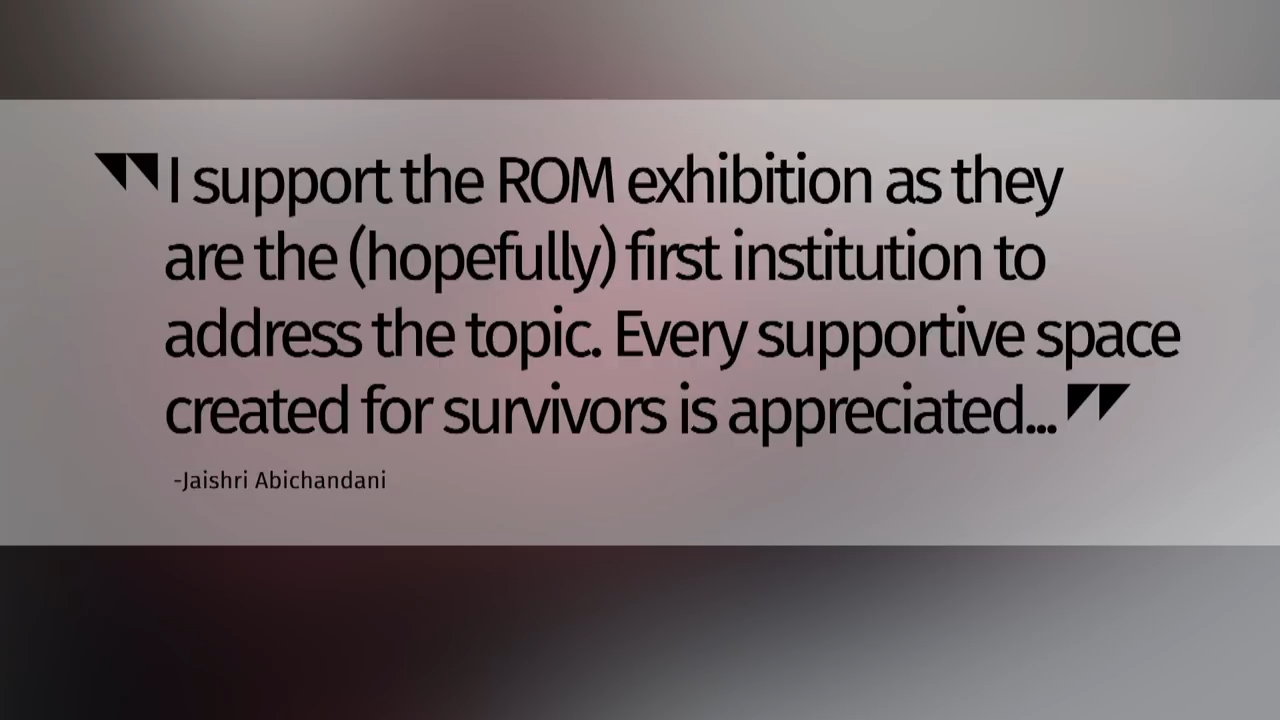 "I support the ROM exhibition as they
are the (hopefully) first institution to
address the topic. Every supportive space
created for survivors is appreciated..."
-Jaishri Abichandani